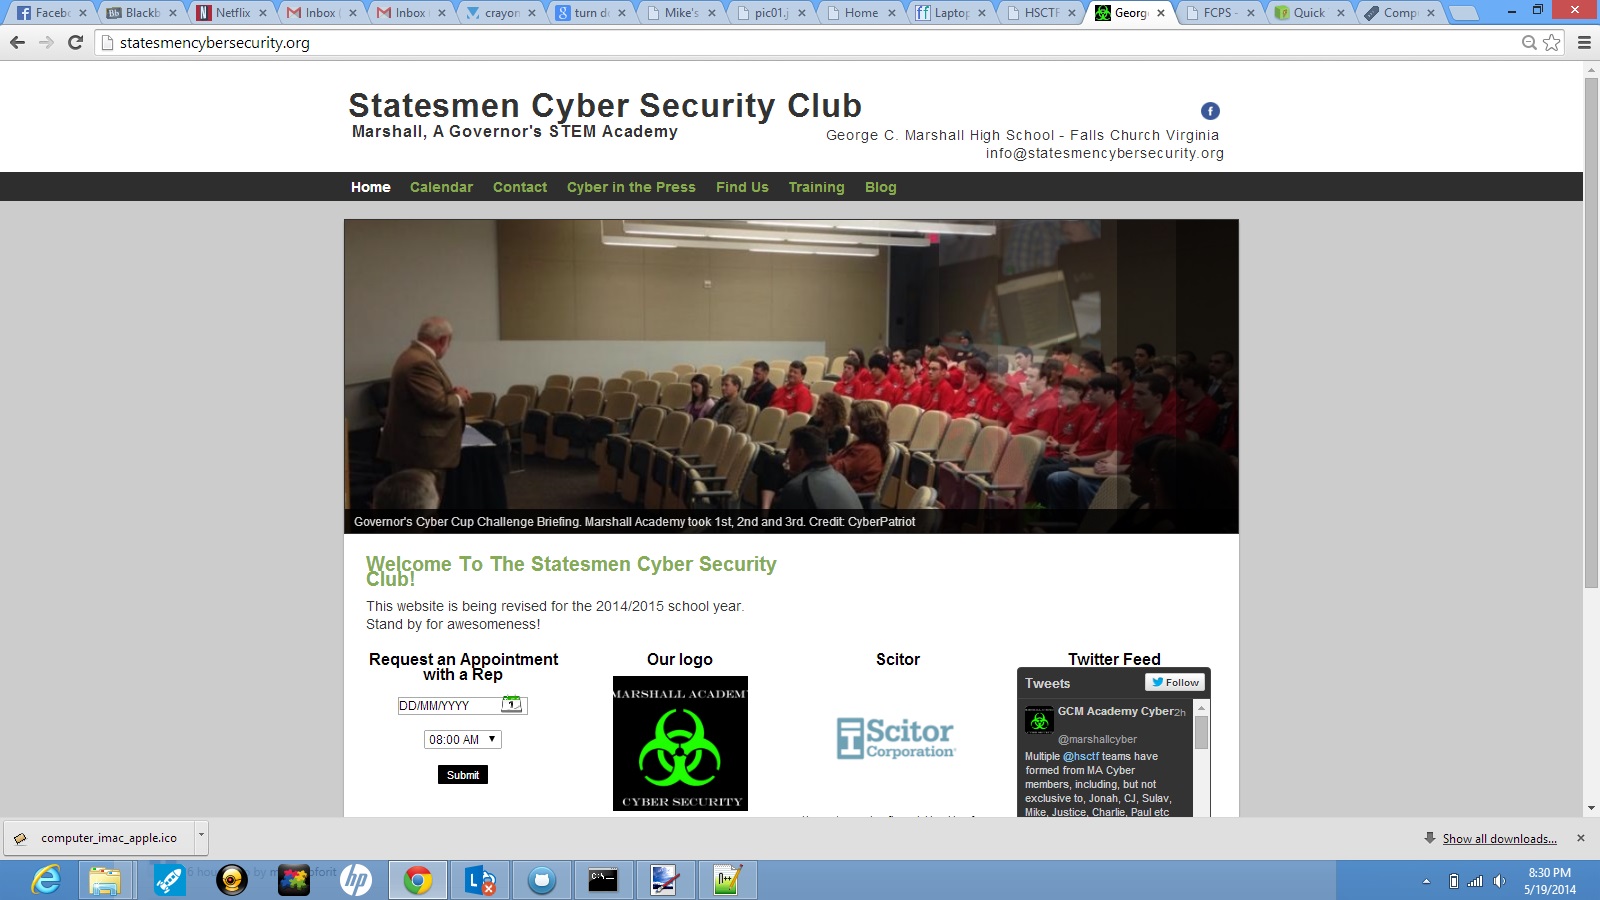 Faceb
Blackb
Netflix
Inbox (
Inbox
crayon
turn d
Mike's
pic01.j
Home
Laptop
HSCTF
Georg
FCPS -
Quick
Comp
statesmencybersecurity.org
Statesmen Cyber Security Club
Marshall, A Governor's STEM Academy
George C. Marshall High School - Falls Church Virginia
info@statesmencybersecurity.org
Home Calendar Contact Cyber in the Press Find Us Training Blog
Governor's Cyber Cup Challenge Briefing. Marshall Academy took 1st, 2nd and 3rd. Credit: CyberPatriot
Welcome To The Statesmen Cyber Security
Club!
This website is being revised for the 2014/2015 school year.
Stand by for awesomeness!
Request an Appointment
with a Rep
DD/MM/YYYY
08:00 AM
Submit
Our logo
MARSHALL ACADEM
CYBER SECURITY
Scitor
Scitor
Corporation
Twitter Feed
Tweets Follow
GCM Academy Cyber 2h
@marshallcyber
Multiple @hsctf teams have
formed from MA Cyber
members, including, but not
exclusive to, Jonah, CJ, Sulav,
Mike, Justice, Charlie, Paul etc
computer_imac_apple.ico
Show all downloads...
8:30 PM
5/19/2014